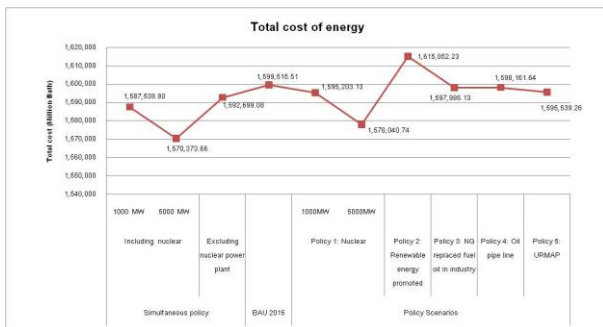 Total cost of energy
Total cost (Million Bath)
1,620,000
1,610,000
1,600,000
1,590,000
1,580,000
1,570,000
1,560,000
1,550,000
1,540,000
1,587,638.80
1,570,373.66
1,592,699.08
1,599,515.51
1,595,203.13
1,578,040.74
1,615,052.23
1,597,986.13
1,598,161.64
1,595,539.26
1000 MW 5000 MW
1000MW 5000MW
Including nuclear
Excluding
nuclear power
plant
Policy 1: Nuclear
Policy 2:
Renewable
energy
promoted
Policy 3: NG
replaced fuel
oil in industry
Policy 4: Oil
pipe line
Policy 5:
URMAP
Simultaneous policy
BAU 2015
Policy Scenarios